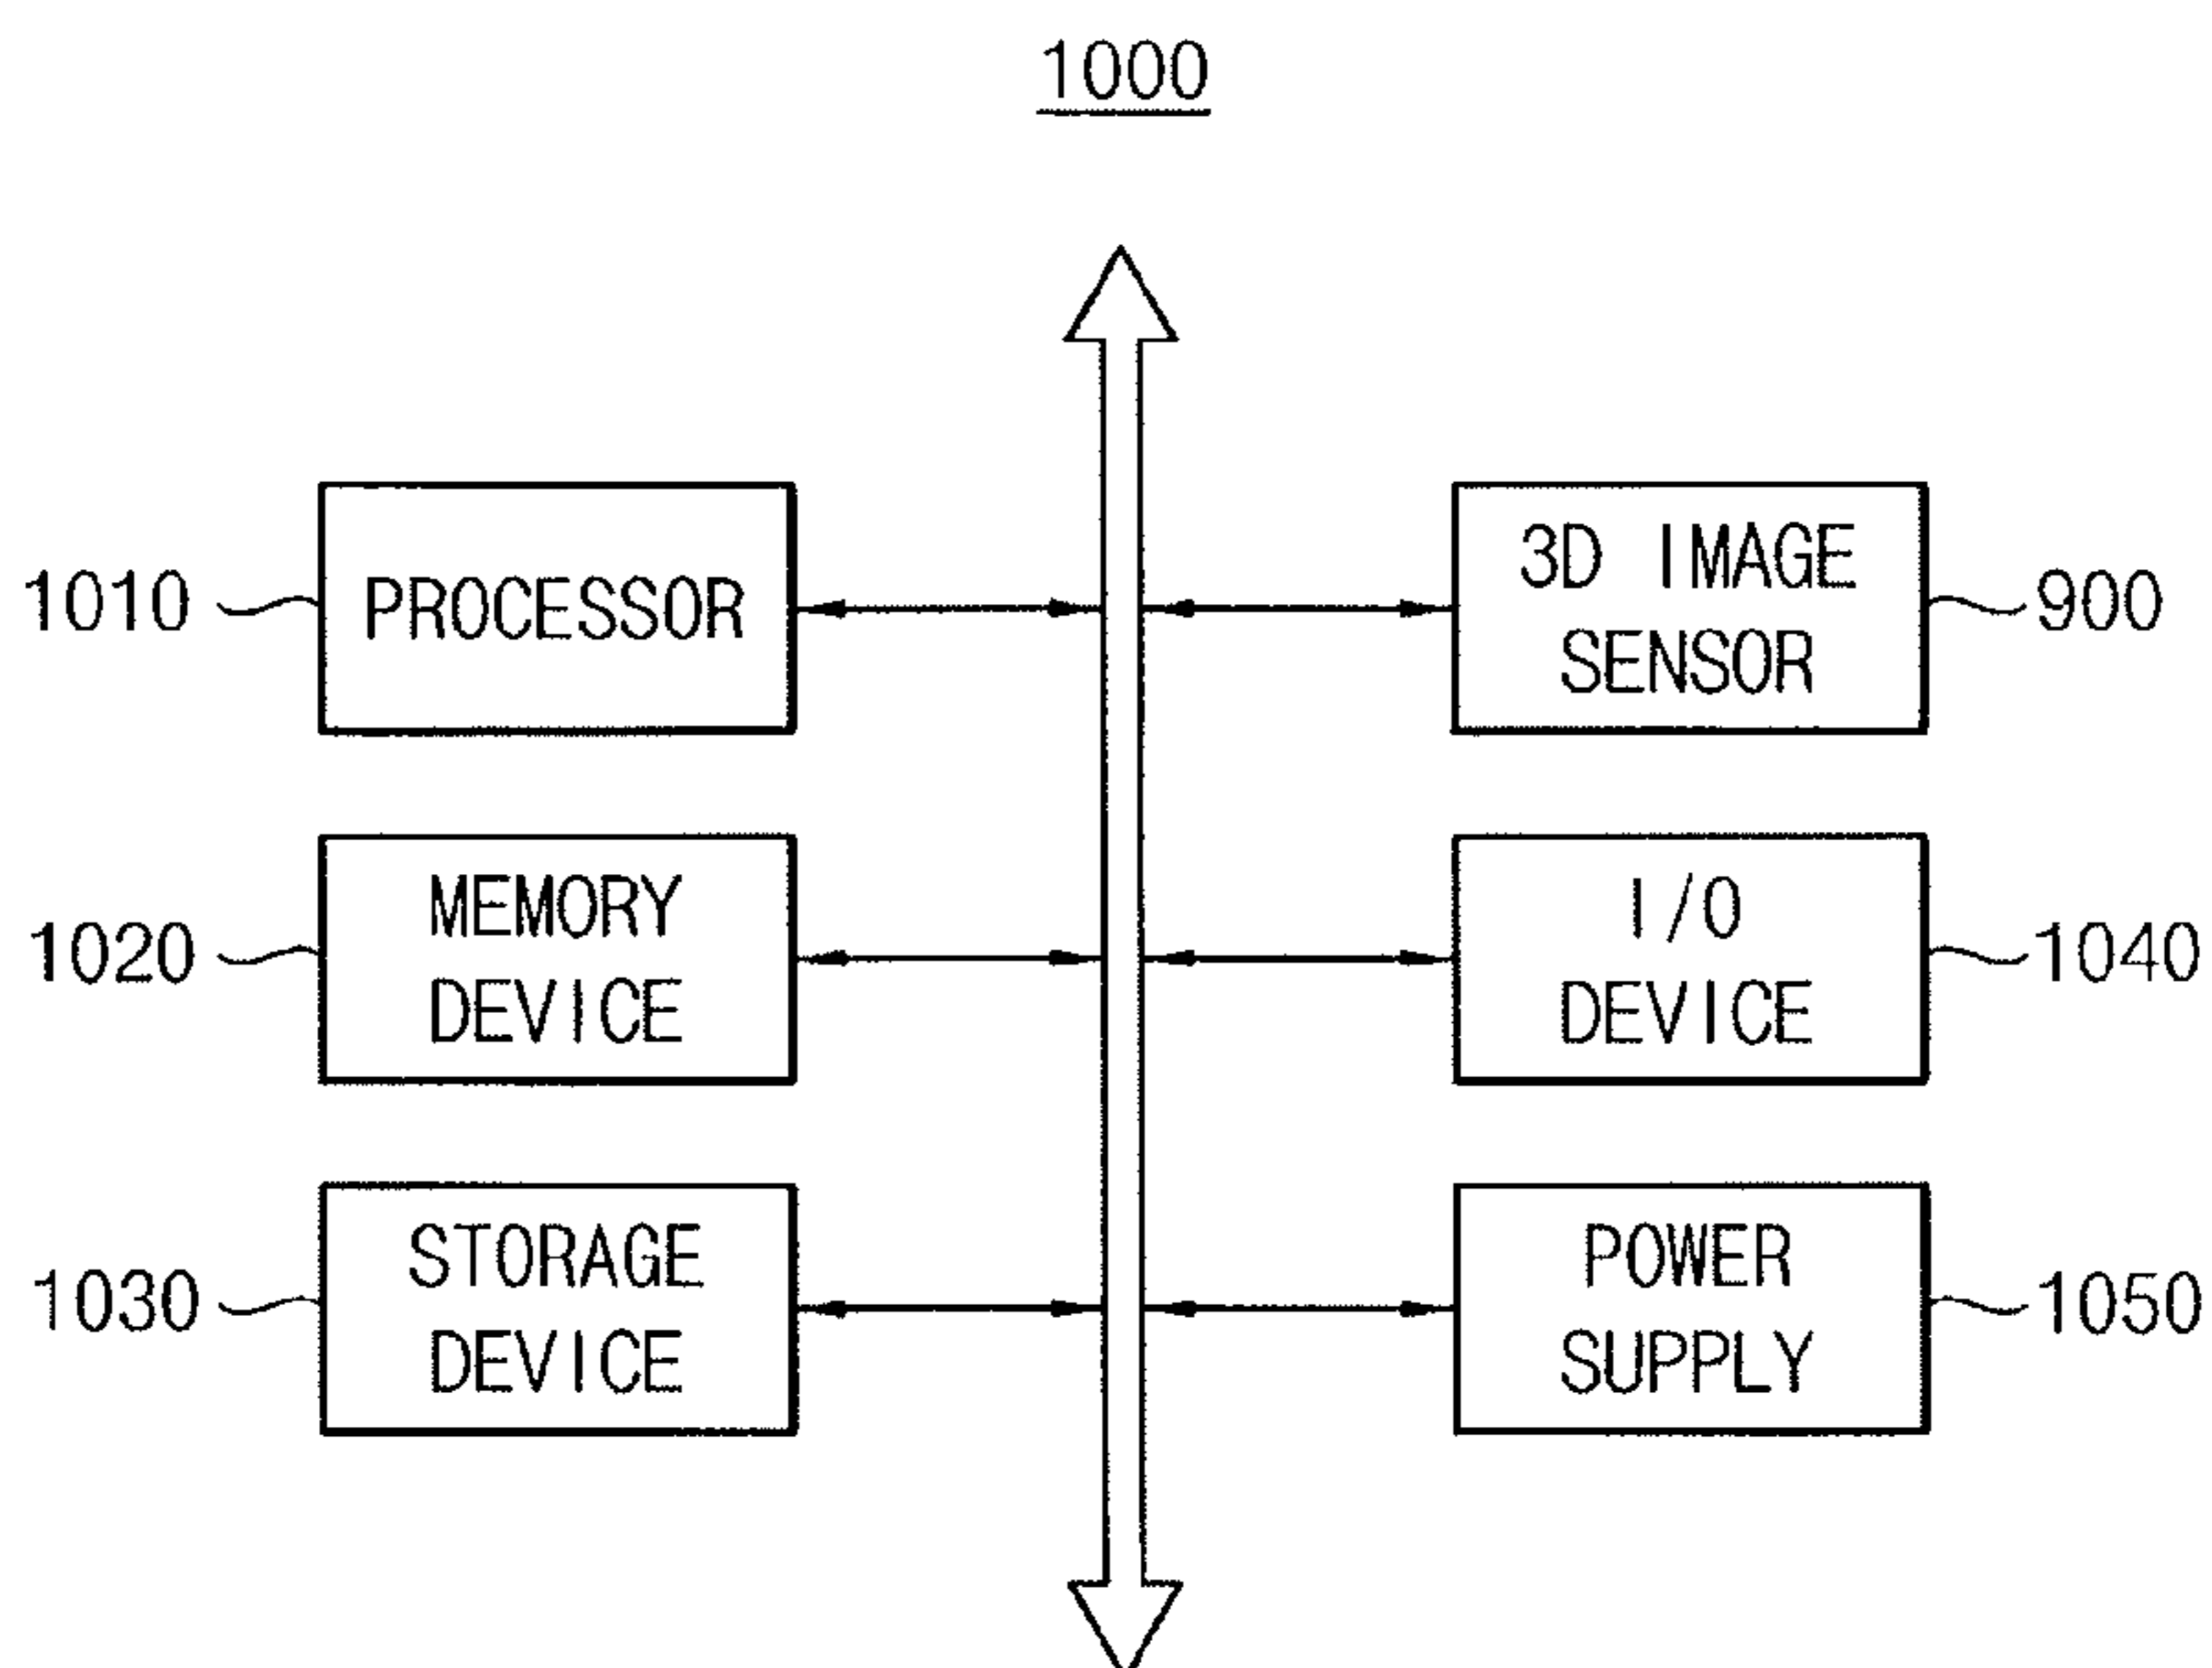 1000
1010
PROCESSOR
3D IMAGE
SENSOR
900
1020
MEMORY
DEVICE
I/O
DEVICE
1040
1030
STORAGE
DEVICE
POWER
SUPPLY
1050